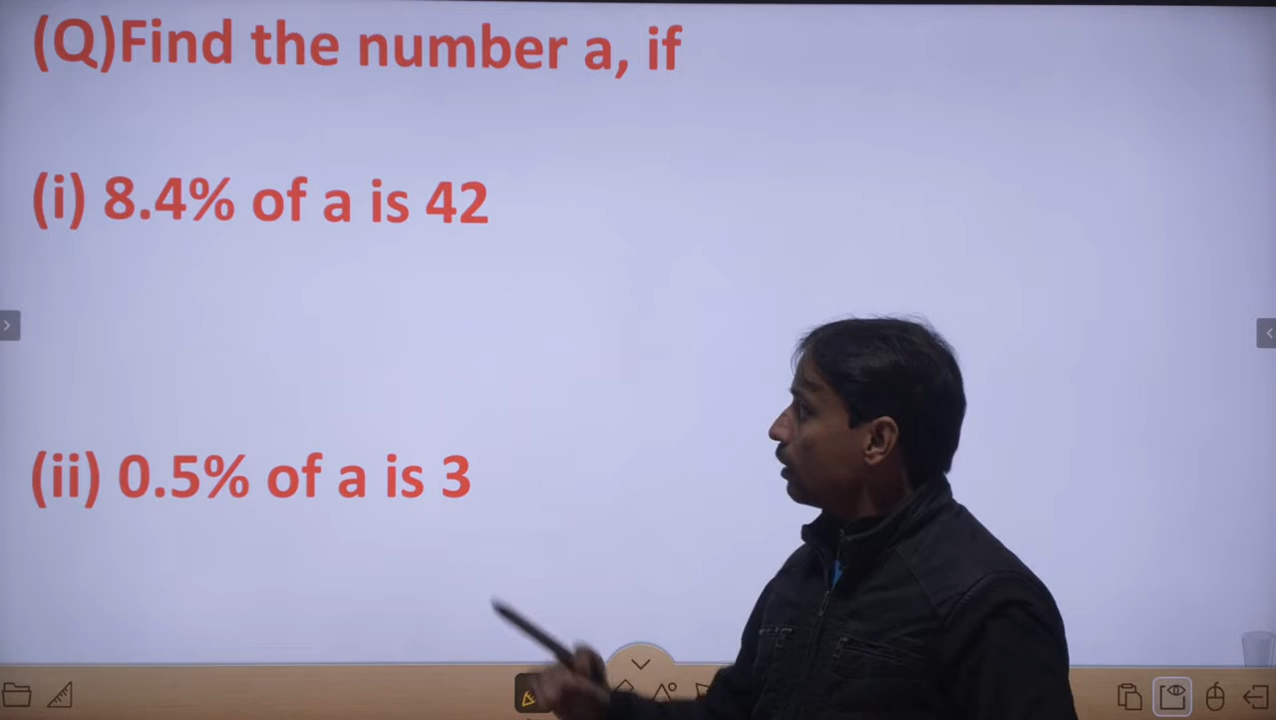 (Q)Find the number a, if
(i) 8.4% of a is 42
(ii) 0.5% of a is 3